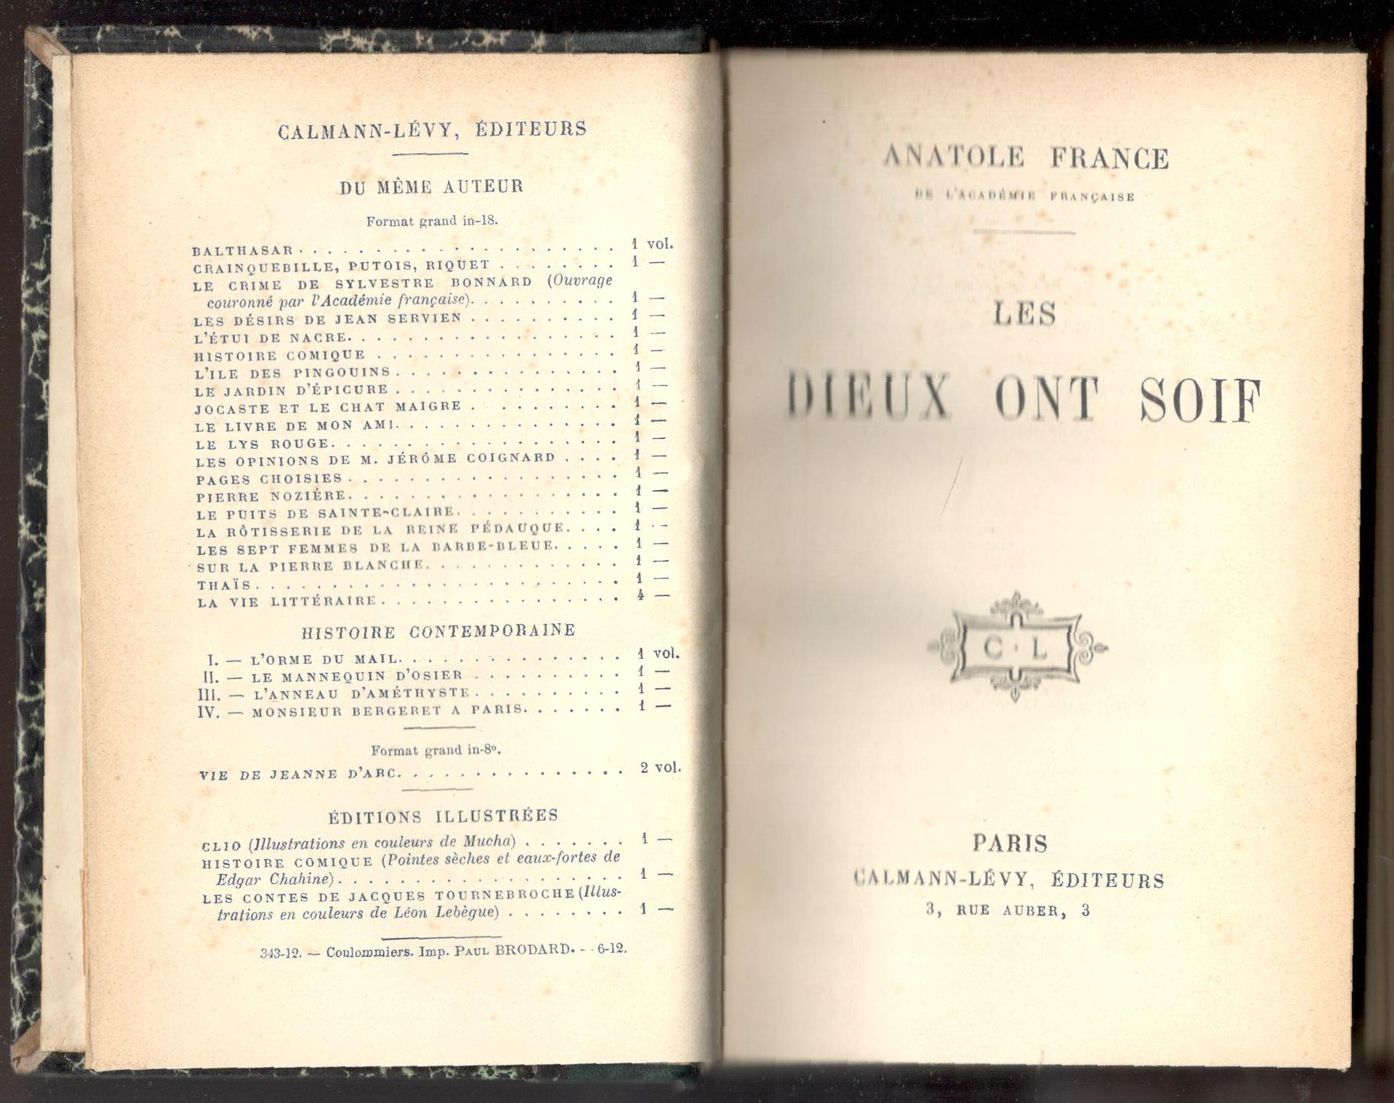 CALMANN-LÉVY, ÉDITEURS
DU MÊME AUTEUR
Format grand in-18.
BALTHASAR. . . . . . . . . . . . . . . . . . . . . . 1 vol.
CRAINQUEBILLE, PUTOIS, RIQUET . . . . . . . . 1 —
LE CRIME DE SYLVESTRE BONNARD (Ouvrage
couronné par l'Académie française). . . . . . . . . . 1 —
LES DÉSIRS DE JEAN SERVIEN . . . . . . . . . . 1 —
L'ÉTUI DE NACRE. . . . . . . . . . . . . . . . . . 1 —
HISTOIRE COMIQUE . . . . . . . . . . . . . . . . . 1 —
L'ILE DES PINGOUINS. . . . . . . . . . . . . . . . 1 —
LE JARDIN D'ÉPICURE . . . . . . . . . . . . . . . 1 —
JOCASTE ET LE CHAT MAIGRE . . . . . . . . . . 1 —
LE LIVRE DE MON AMI. . . . . . . . . . . . . . . 1 —
LE LYS ROUGE. . . . . . . . . . . . . . . . . . . . 1 —
LES OPINIONS DE M. JÉRÔME COIGNARD . . . . 1 —
PAGES CHOISIES . . . . . . . . . . . . . . . . . . . 1 —
PIERRE NOZIÈRE. . . . . . . . . . . . . . . . . . . 1 —
LE PUITS DE SAINTE-CLAIRE. . . . . . . . . . . 1 —
LA RÔTISSERIE DE LA REINE PÉDAUQUE. . . . 1 —
LES SEPT FEMMES DE LA BARBE-BLEUE. . . . . 1 —
SUR LA PIERRE BLANCHE. . . . . . . . . . . . . 1 —
THAÏS. . . . . . . . . . . . . . . . . . . . . . . . . 1 —
LA VIE LITTÉRAIRE. . . . . . . . . . . . . . . . . 4 —
HISTOIRE CONTEMPORAINE
I. — L'ORME DU MAIL. . . . . . . . . . . . . . . 1 vol.
II. — LE MANNEQUIN D'OSIER . . . . . . . . . . 1 —
III. — L'ANNEAU D'AMÉTHYSTE. . . . . . . . . . 1 —
IV. — MONSIEUR BERGERET A PARIS. . . . . . . 1 —
Format grand in-8º.
VIE DE JEANNE D'ARC. . . . . . . . . . . . . . . 2 vol.
ÉDITIONS ILLUSTRÉES
CLIO (Illustrations en couleurs de Mucha) . . . . . . . 1 —
HISTOIRE COMIQUE (Pointes sèches et eaux-fortes de
Edgar Chahine). . . . . . . . . . . . . . . . . . . . 1 —
LES CONTES DE JACQUES TOURNEBROCHE (Illus-
trations en couleurs de Léon Lebègue) . . . . . . . . 1 —
343-12. — Coulommiers. Imp. PAUL BRODARD. - - 6-12.
ANATOLE FRANCE
DE L'ACADÉMIE FRANÇAISE
LES
DIEUX ONT SOIF
C · L
PARIS
CALMANN-LÉVY, ÉDITEURS
3, RUE AUBER, 3